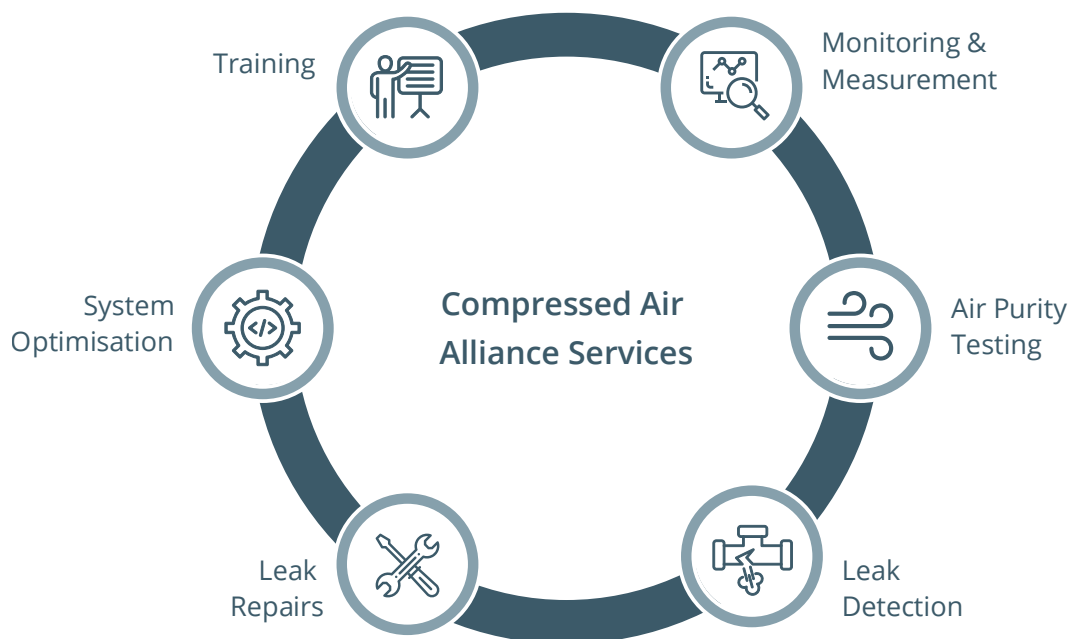 Training
Monitoring &
Measurement
System
Optimisation
Compressed Air
Alliance Services
Air Purity
Testing
Leak
Repairs
Leak
Detection